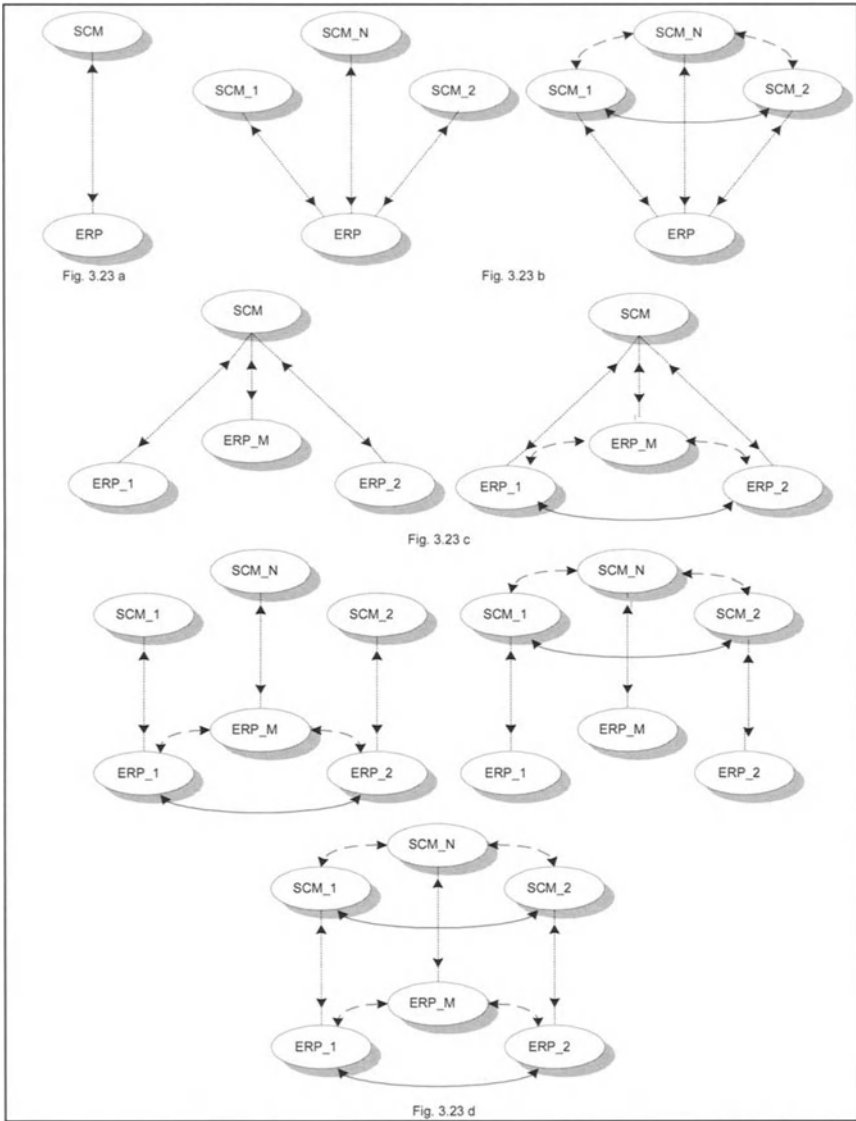 SCM
ERP
Fig. 3.23 a
SCM_N
SCM_1
SCM_2
ERP
SCM_N
SCM_1
SCM_2
ERP
Fig. 3.23 b
SCM
ERP_M
ERP_1
ERP_2
SCM
ERP_M
ERP_1
ERP_2
Fig. 3.23 c
SCM_N
SCM_1
SCM_2
ERP_M
ERP_1
ERP_2
SCM_N
SCM_1
SCM_2
ERP_M
ERP_1
ERP_2
SCM_N
SCM_1
SCM_2
ERP_M
ERP_1
ERP_2
Fig. 3.23 d